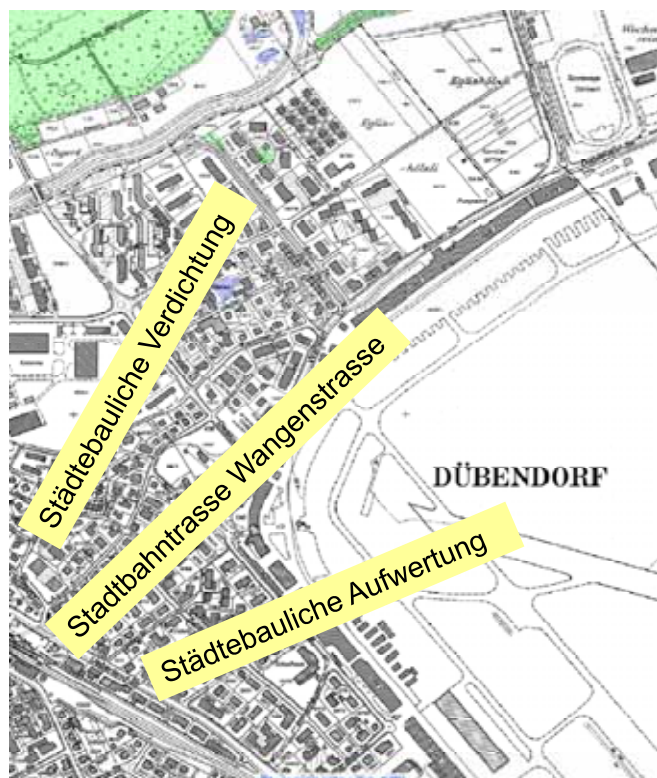 Städtebauliche Verdichtung
Stadtbahntrasse Wangenstrasse
DÜBENDORF
Städtebauliche Aufwertung